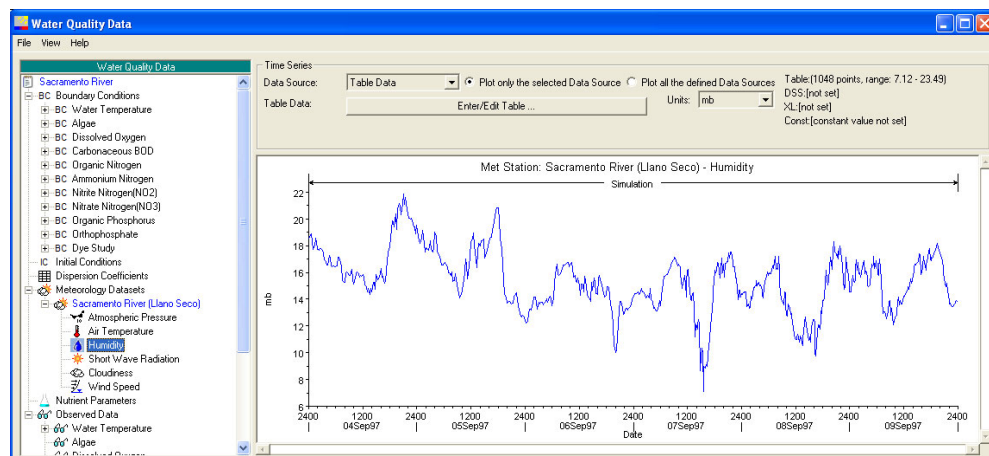 Water Quality Data
File View Help
Water Quality Data
Sacramento River
BC Boundary Conditions
BC Water Temperature
BC Algae
BC Dissolved Oxygen
BC Carbonaceous BOD
BC Organic Nitrogen
BC Ammonium Nitrogen
BC Nitrite Nitrogen(NO2)
BC Nitrate Nitrogen(NO3)
BC Organic Phosphorus
BC Orthophosphate
BC Dye Study
IC Initial Conditions
Dispersion Coefficients
Meteorology Datasets
Sacramento River (Llano Seco)
Atmospheric Pressure
Air Temperature
Humidity
Short Wave Radiation
Cloudiness
Wind Speed
Nutrient Parameters
Observed Data
Water Temperature
Algae
Dissolved Oxygen
Time Series
Data Source: Table Data Plot only the selected Data Source Plot all the defined Data Sources
Table Data: Enter/Edit Table ... Units: mb
Table:(1048 points, range: 7.12 - 23.49)
DSS:[not set]
XL:[not set]
Const:[constant value not set]
Met Station: Sacramento River (Llano Seco) - Humidity
Simulation
22
20
18
16
14
12
10
8
6
mb
2400 1200 2400 1200 2400 1200 2400 1200 2400 1200 2400 1200 2400
04Sep97 05Sep97 06Sep97 07Sep97 08Sep97 09Sep97
Date